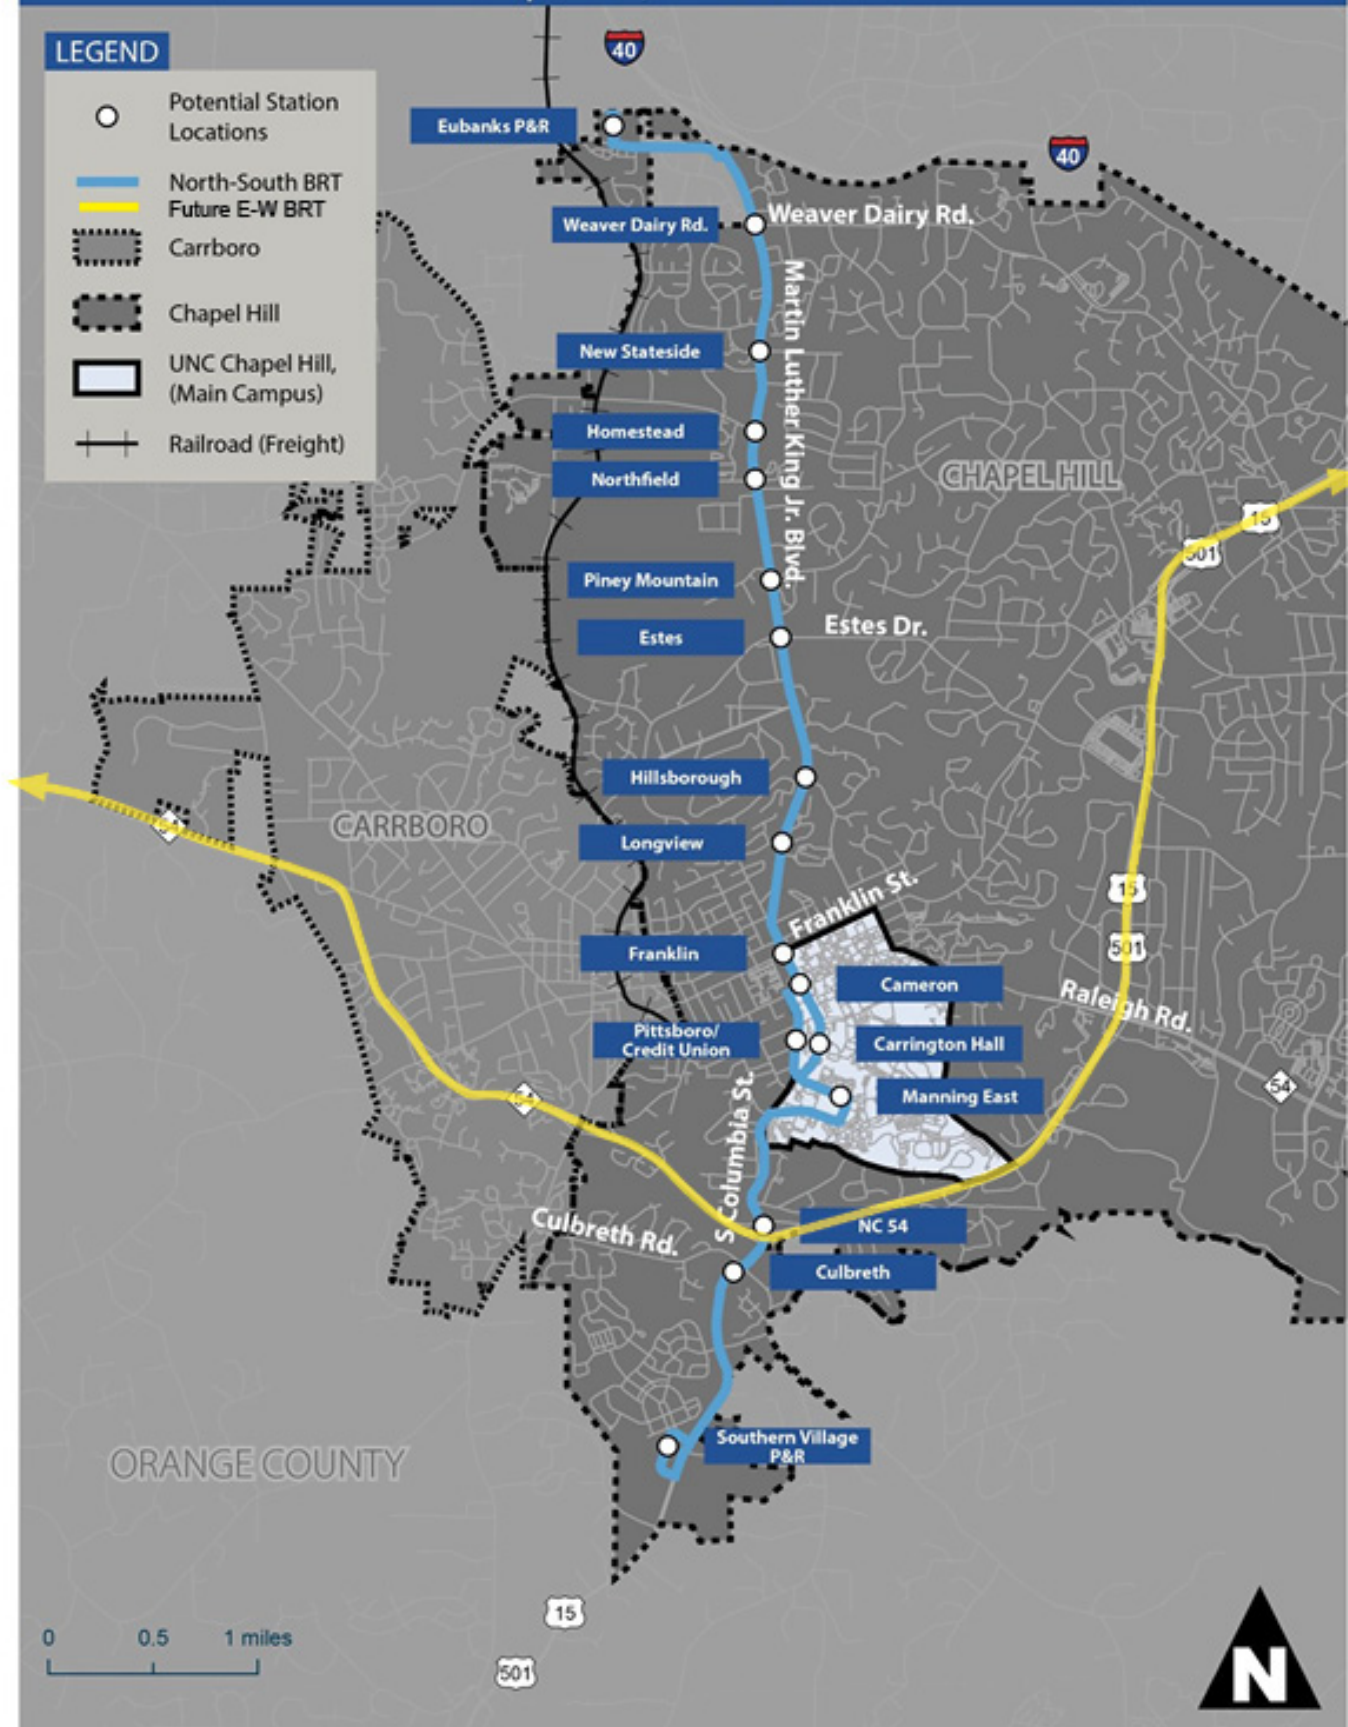 LEGEND
Potential Station
Locations
North-South BRT
Future E-W BRT
Carrboro
Chapel Hill
UNC Chapel Hill,
(Main Campus)
Railroad (Freight)
40
Eubanks P&R
40
Weaver Dairy Rd.
Weaver Dairy Rd.
Martin Luther King Jr. Blvd.
New Stateside
Homestead
Northfield
CHAPEL HILL
15
501
Piney Mountain
Estes
Estes Dr.
Hillsborough
CARRBORO
54
Longview
15
Franklin St.
Franklin
501
Cameron
Raleigh Rd.
Pittsboro/
Credit Union
Carrington Hall
54
54
Manning East
S Columbia St.
Culbreth Rd.
NC 54
Culbreth
Southern Village
P&R
ORANGE COUNTY
15
501
0 0.5 1 miles
N